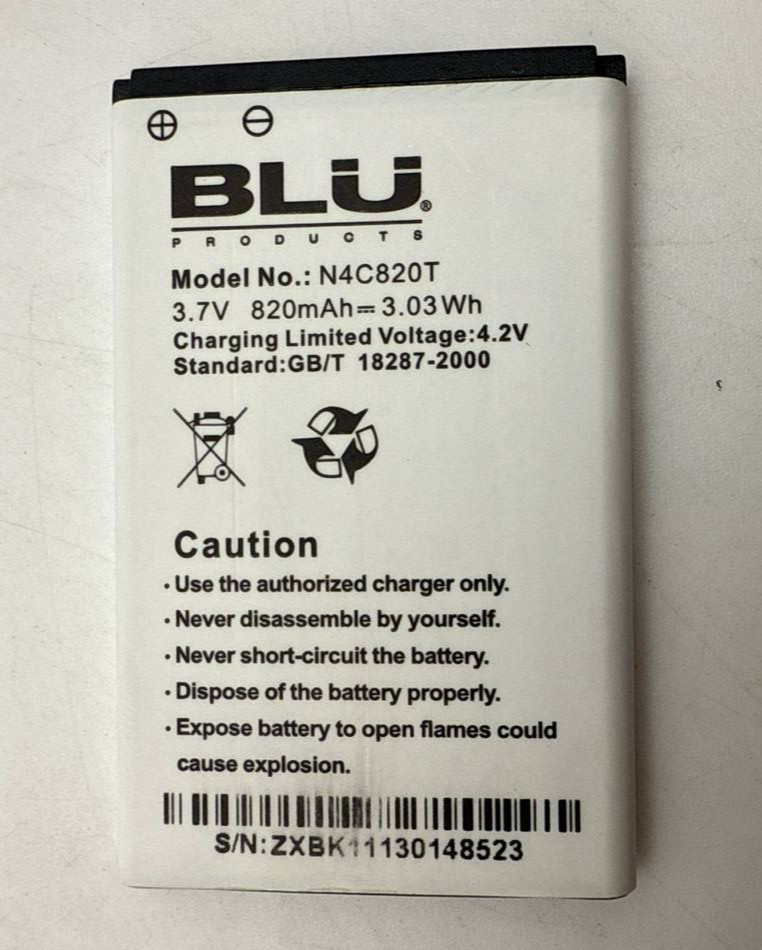 BLU®
PRODUCTS
Model No.: N4C820T
3.7V 820mAh= 3.03Wh
Charging Limited Voltage:4.2V
Standard:GB/T 18287-2000
Caution
· Use the authorized charger only.
· Never disassemble by yourself.
· Never short-circuit the battery.
· Dispose of the battery properly.
· Expose battery to open flames could
cause explosion.
S/N:ZXBK11130148523